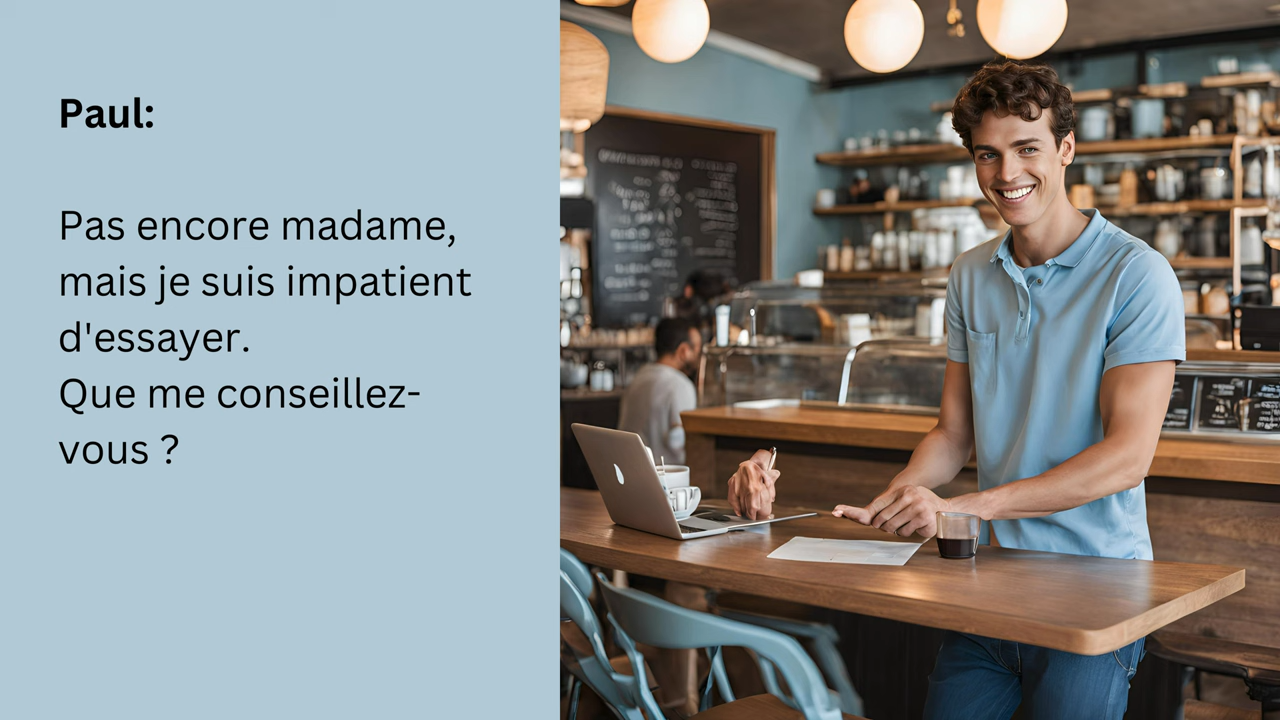 Paul:
Pas encore madame,
mais je suis impatient
d'essayer.
Que me conseillez-
vous ?